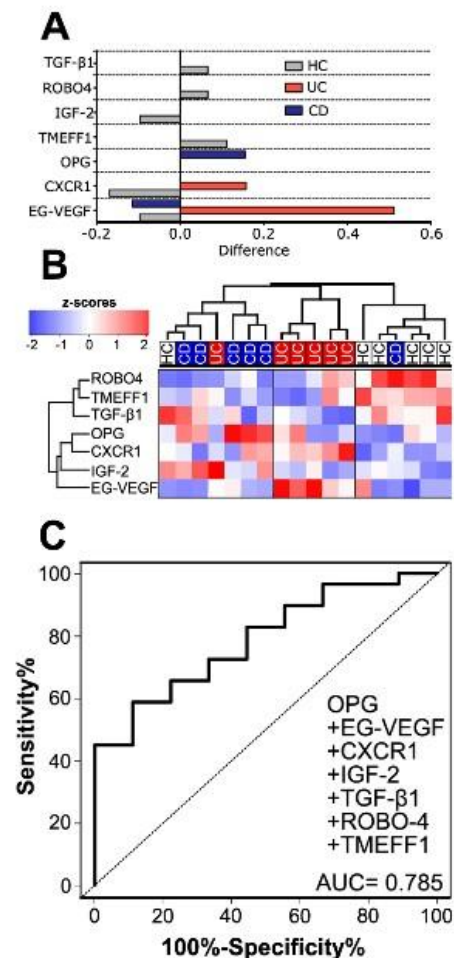 A
TGF-β1
ROBO4
IGF-2
TMEFF1
OPG
CXCR1
EG-VEGF
HC
UC
CD
-0.2 0.0 0.2 0.4 0.6
Difference
B
z-scores
-2 -1 0 1 2
HC CD CD UC CD CD CD UC UC UC UC UC HC HC CD HC HC HC
ROBO4
TMEFF1
TGF-β1
OPG
CXCR1
IGF-2
EG-VEGF
C
100
80
60
40
20
0
Sensitivity%
OPG
+EG-VEGF
+CXCR1
+IGF-2
+TGF-β1
+ROBO-4
+TMEFF1
AUC= 0.785
0 20 40 60 80 100
100%-Specificity%